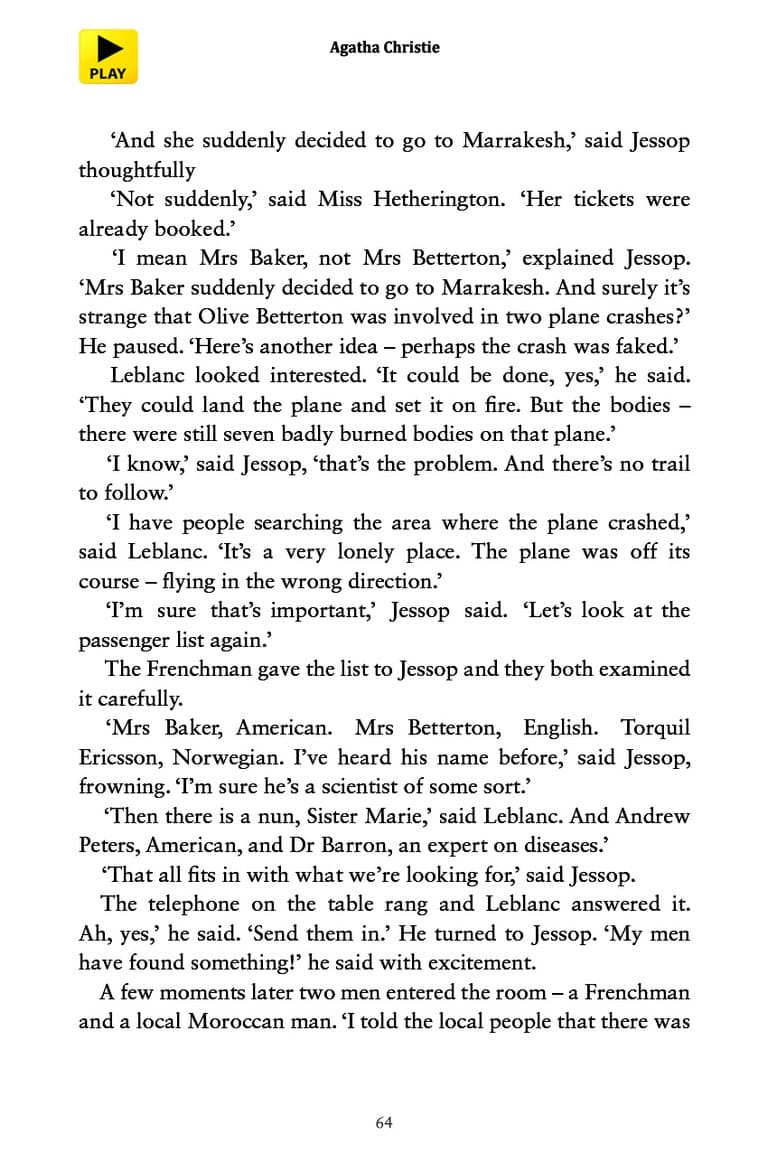 PLAY
Agatha Christie
‘And she suddenly decided to go to Marrakesh,’ said Jessop
thoughtfully
‘Not suddenly,’ said Miss Hetherington. ‘Her tickets were
already booked.’
‘I mean Mrs Baker, not Mrs Betterton,’ explained Jessop.
‘Mrs Baker suddenly decided to go to Marrakesh. And surely it’s
strange that Olive Betterton was involved in two plane crashes?’
He paused. ‘Here’s another idea – perhaps the crash was faked.’
Leblanc looked interested. ‘It could be done, yes,’ he said.
‘They could land the plane and set it on fire. But the bodies –
there were still seven badly burned bodies on that plane.’
‘I know,’ said Jessop, ‘that’s the problem. And there’s no trail
to follow.’
‘I have people searching the area where the plane crashed,’
said Leblanc. ‘It’s a very lonely place. The plane was off its
course – flying in the wrong direction.’
‘I’m sure that’s important,’ Jessop said. ‘Let’s look at the
passenger list again.’
The Frenchman gave the list to Jessop and they both examined
it carefully.
‘Mrs Baker, American. Mrs Betterton, English. Torquil
Ericsson, Norwegian. I’ve heard his name before,’ said Jessop,
frowning. ‘I’m sure he’s a scientist of some sort.’
‘Then there is a nun, Sister Marie,’ said Leblanc. And Andrew
Peters, American, and Dr Barron, an expert on diseases.’
‘That all fits in with what we’re looking for,’ said Jessop.
The telephone on the table rang and Leblanc answered it.
Ah, yes,’ he said. ‘Send them in.’ He turned to Jessop. ‘My men
have found something!’ he said with excitement.
A few moments later two men entered the room – a Frenchman
and a local Moroccan man. ‘I told the local people that there was
64